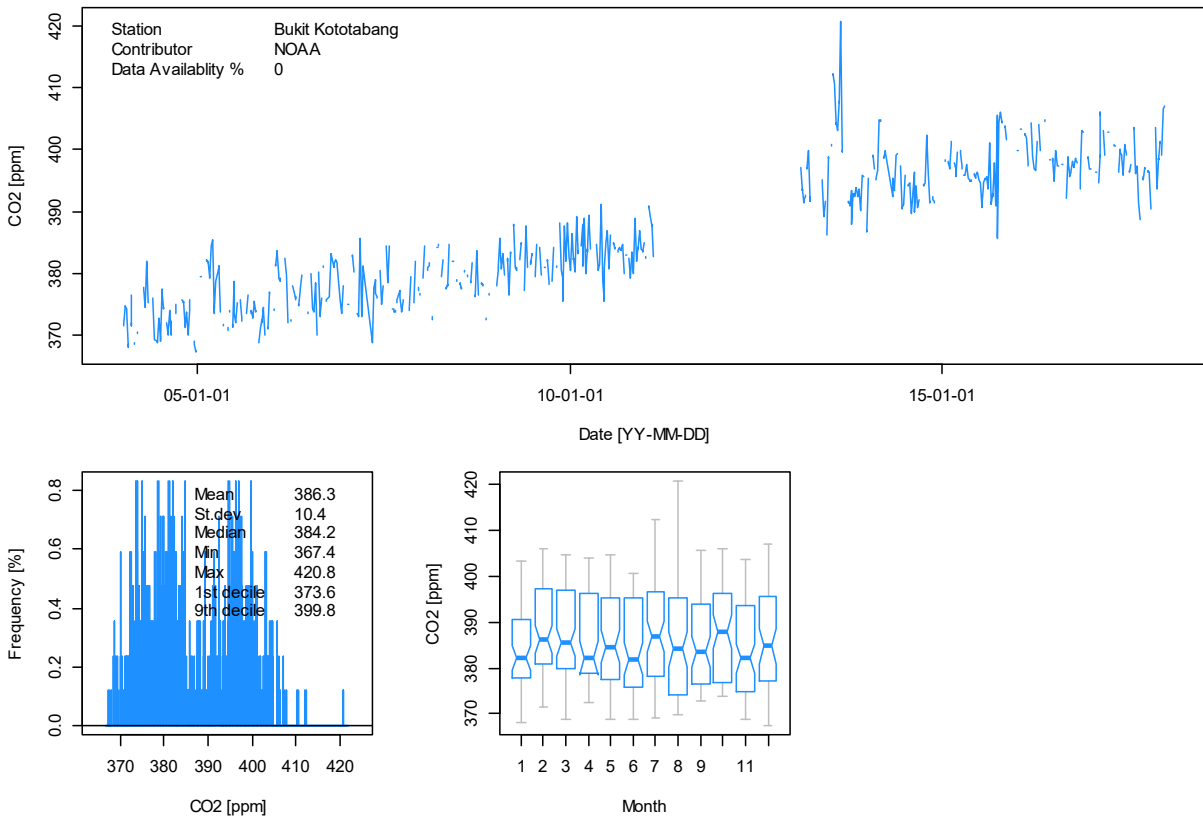 Station Bukit Kototabang
Contributor NOAA
Data Availablity % 0
420
410
400
390
380
370
CO2 [ppm]
05-01-01 10-01-01 15-01-01
Date [YY-MM-DD]
0.8
0.6
0.4
0.2
0.0
Frequency [%]
Mean 386.3
St.dev 10.4
Median 384.2
Min 367.4
Max 420.8
1st decile 373.6
9th decile 399.8
370 380 390 400 410 420
CO2 [ppm]
420
410
400
390
380
370
CO2 [ppm]
1 2 3 4 5 6 7 8 9 11
Month